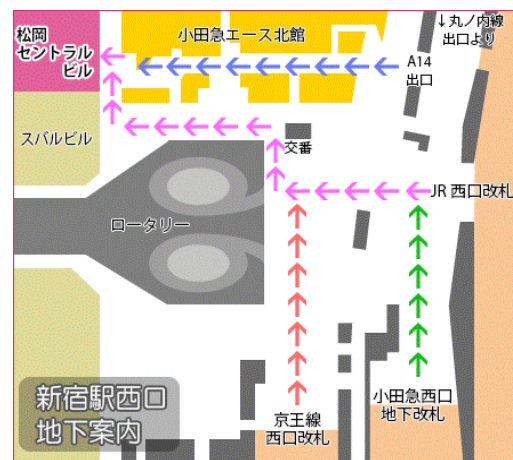 松岡
セントラル
ビル
小田急エース北館
↓丸ノ内線
出口より
A14
出口
スバルビル
交番
JR 西口改札
ロータリー
新宿駅西口
地下案内
京王線
西口改札
小田急西口
地下改札